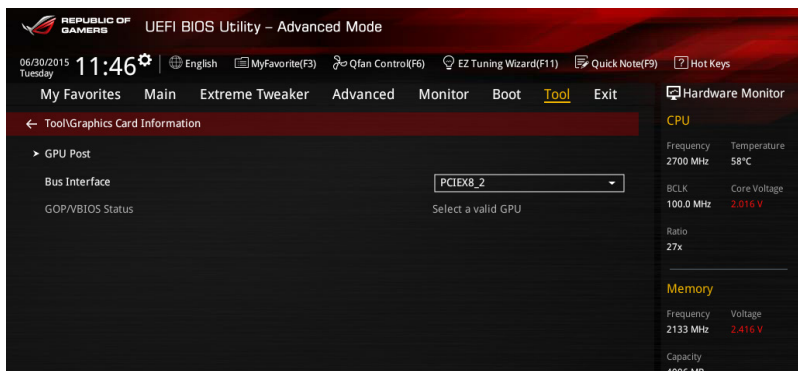 REPUBLIC OF
GAMERS
UEFI BIOS Utility – Advanced Mode
06/30/2015
Tuesday
11:46
English
MyFavorite(F3)
Qfan Control(F6)
EZ Tuning Wizard(F11)
Quick Note(F9)
? Hot Keys
My Favorites Main Extreme Tweaker Advanced Monitor Boot Tool Exit
Hardware Monitor
← Tool\Graphics Card Information
> GPU Post
Bus Interface PCIEX8_2
GOP/VBIOS Status Select a valid GPU
CPU
Frequency Temperature
2700 MHz 58°C
BCLK Core Voltage
100.0 MHz 2.016 V
Ratio
27x
Memory
Frequency Voltage
2133 MHz 2.416 V
Capacity
4096 MB